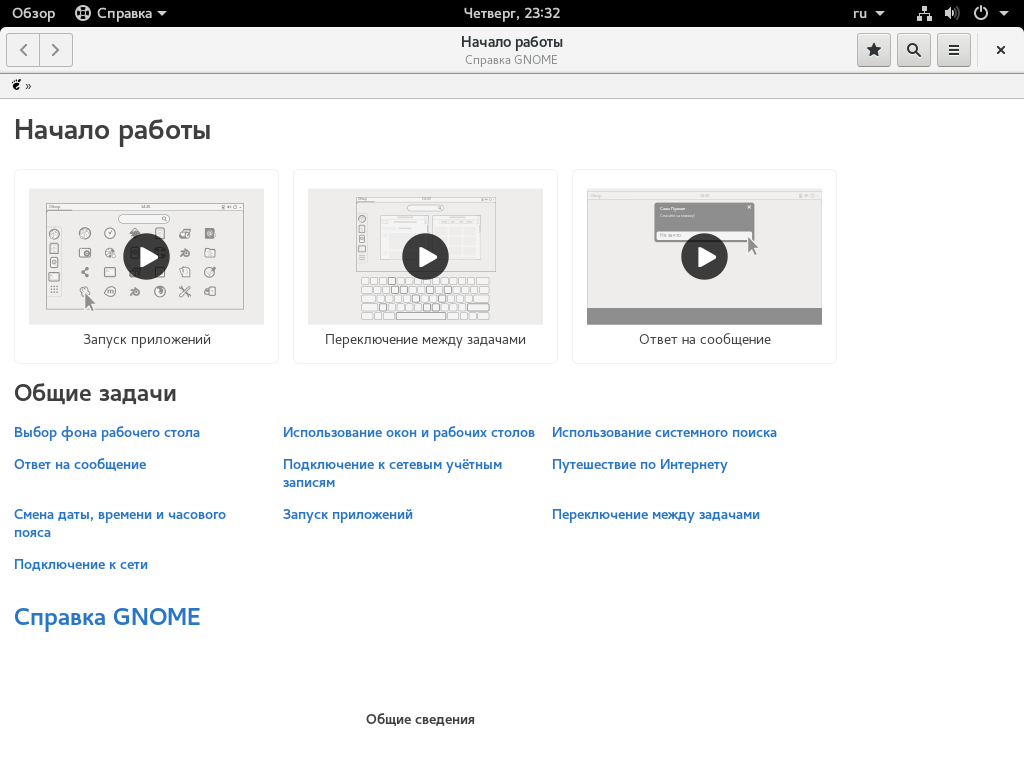 Обзор Справка Четверг, 23:32 ru
Начало работы
Справка GNOME
»
Начало работы
Запуск приложений
Переключение между задачами
Ответ на сообщение
Общие задачи
Выбор фона рабочего стола
Использование окон и рабочих столов
Использование системного поиска
Ответ на сообщение
Подключение к сетевым учётным
записям
Путешествие по Интернету
Смена даты, времени и часового
пояса
Запуск приложений
Переключение между задачами
Подключение к сети
Справка GNOME
Общие сведения